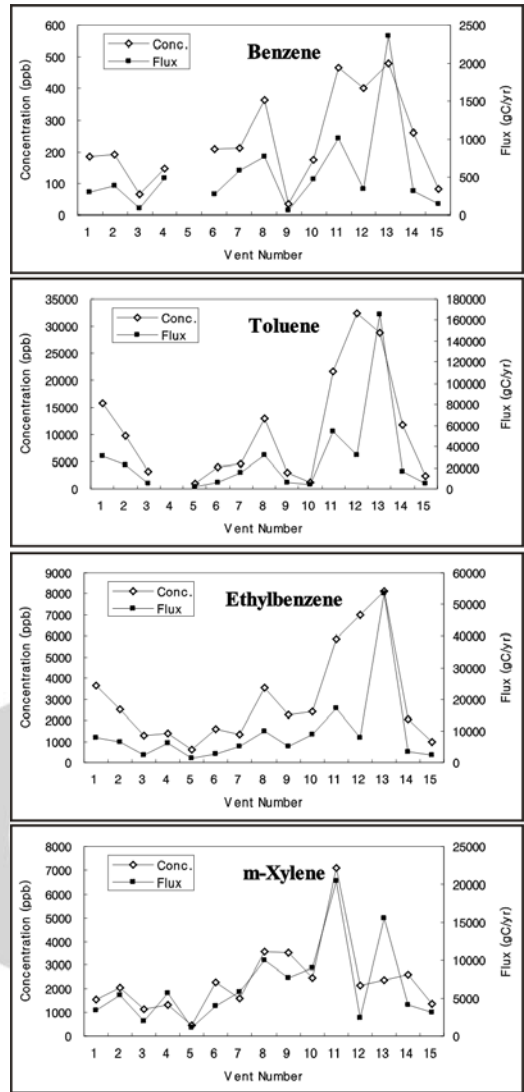 Benzene
Conc.
Flux
Concentration (ppb)
600
500
400
300
200
100
0
Flux (gC/yr)
2500
2000
1500
1000
500
0
1 2 3 4 5 6 7 8 9 10 11 12 13 14 15
Vent Number
Toluene
Conc.
Flux
Concentration (ppb)
35000
30000
25000
20000
15000
10000
5000
0
Flux (gC/yr)
180000
160000
140000
120000
100000
80000
60000
40000
20000
0
1 2 3 4 5 6 7 8 9 10 11 12 13 14 15
Vent Number
Ethylbenzene
Conc.
Flux
Concentration (ppb)
9000
8000
7000
6000
5000
4000
3000
2000
1000
0
Flux (gC/yr)
60000
50000
40000
30000
20000
10000
0
1 2 3 4 5 6 7 8 9 10 11 12 13 14 15
Vent Number
m-Xylene
Conc.
Flux
Concentration (ppb)
8000
7000
6000
5000
4000
3000
2000
1000
0
Flux (gC/yr)
25000
20000
15000
10000
5000
0
1 2 3 4 5 6 7 8 9 10 11 12 13 14 15
Vent Number